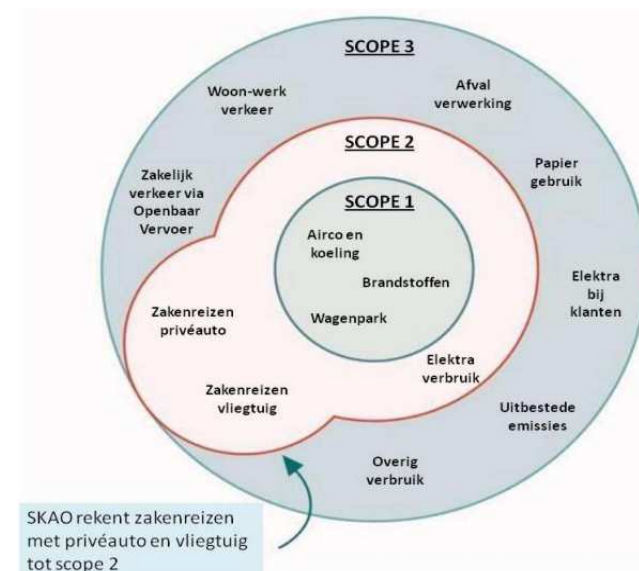 SCOPE 3
Woon-werk
verkeer
Afval
verwerking
SCOPE 2
Papier
gebruik
Zakelijk
verkeer via
Openbaar
Vervoer
SCOPE 1
Airco en
koeling
Brandstoffen
Elektra
bij
klanten
Zakenreizen
privéauto
Wagenpark
Elektra
verbruik
Zakenreizen
vliegtuig
Uitbestede
emissies
Overig
verbruik
SKAO rekent zakenreizen
met privéauto en vliegtuig
tot scope 2